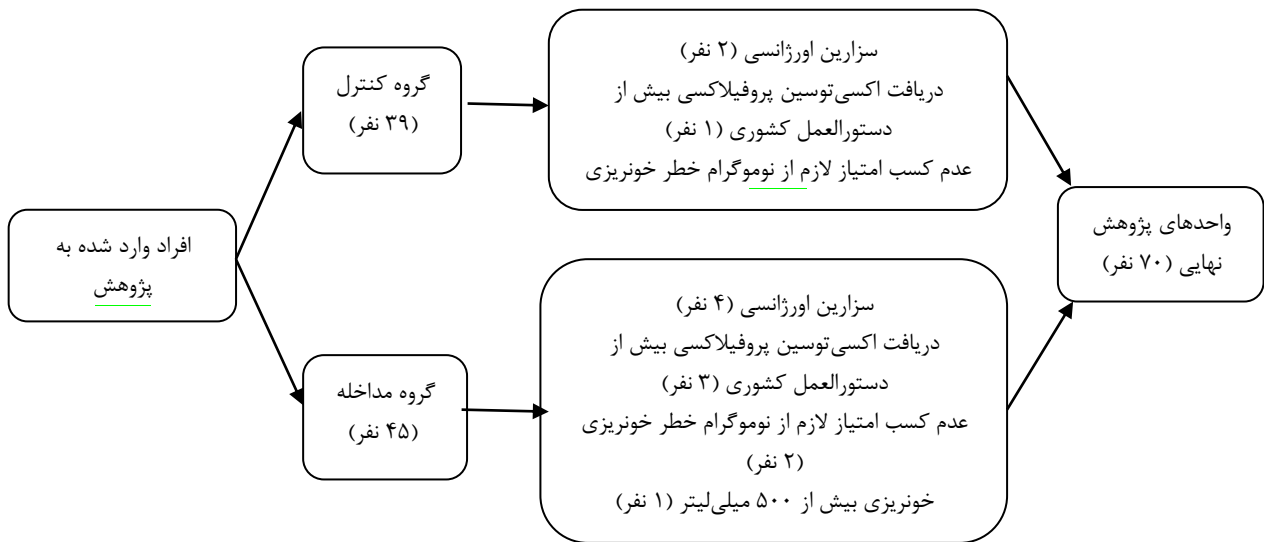 افراد وارد شده به
پژوهش
گروه کنترل
(۳۹ نفر)
سزارین اورژانسی (۲ نفر)
دریافت اکسی‌توسین پروفیلاکسی بیش از
دستورالعمل کشوری (۱ نفر)
عدم کسب امتیاز لازم از نوموگرام خطر خونریزی
گروه مداخله
(۴۵ نفر)
سزارین اورژانسی (۴ نفر)
دریافت اکسی‌توسین پروفیلاکسی بیش از
دستورالعمل کشوری (۳ نفر)
عدم کسب امتیاز لازم از نوموگرام خطر خونریزی
(۲ نفر)
خونریزی بیش از ۵۰۰ میلی‌لیتر (۱ نفر)
واحدهای پژوهش
نهایی (۷۰ نفر)